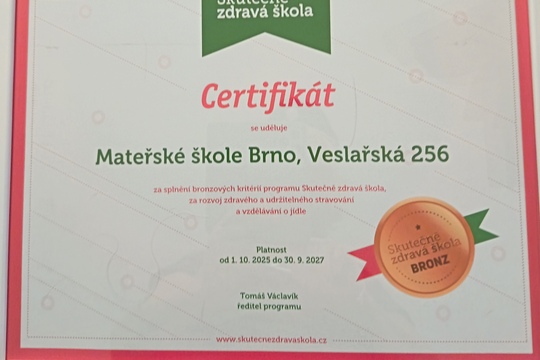 Skutečně
zdravá škola
Certifikát
se uděluje
Mateřské škole Brno, Veslařská 256
za splnění bronzových kritérií programu Skutečně zdravá škola,
za rozvoj zdravého a udržitelného stravování
a vzdělávání o jídle
Platnost
od 1. 10. 2025 do 30. 9. 2027
Skutečně
zdravá škola
BRONZ
Tomáš Václavík
ředitel programu
www.skutecnezdravaskola.cz